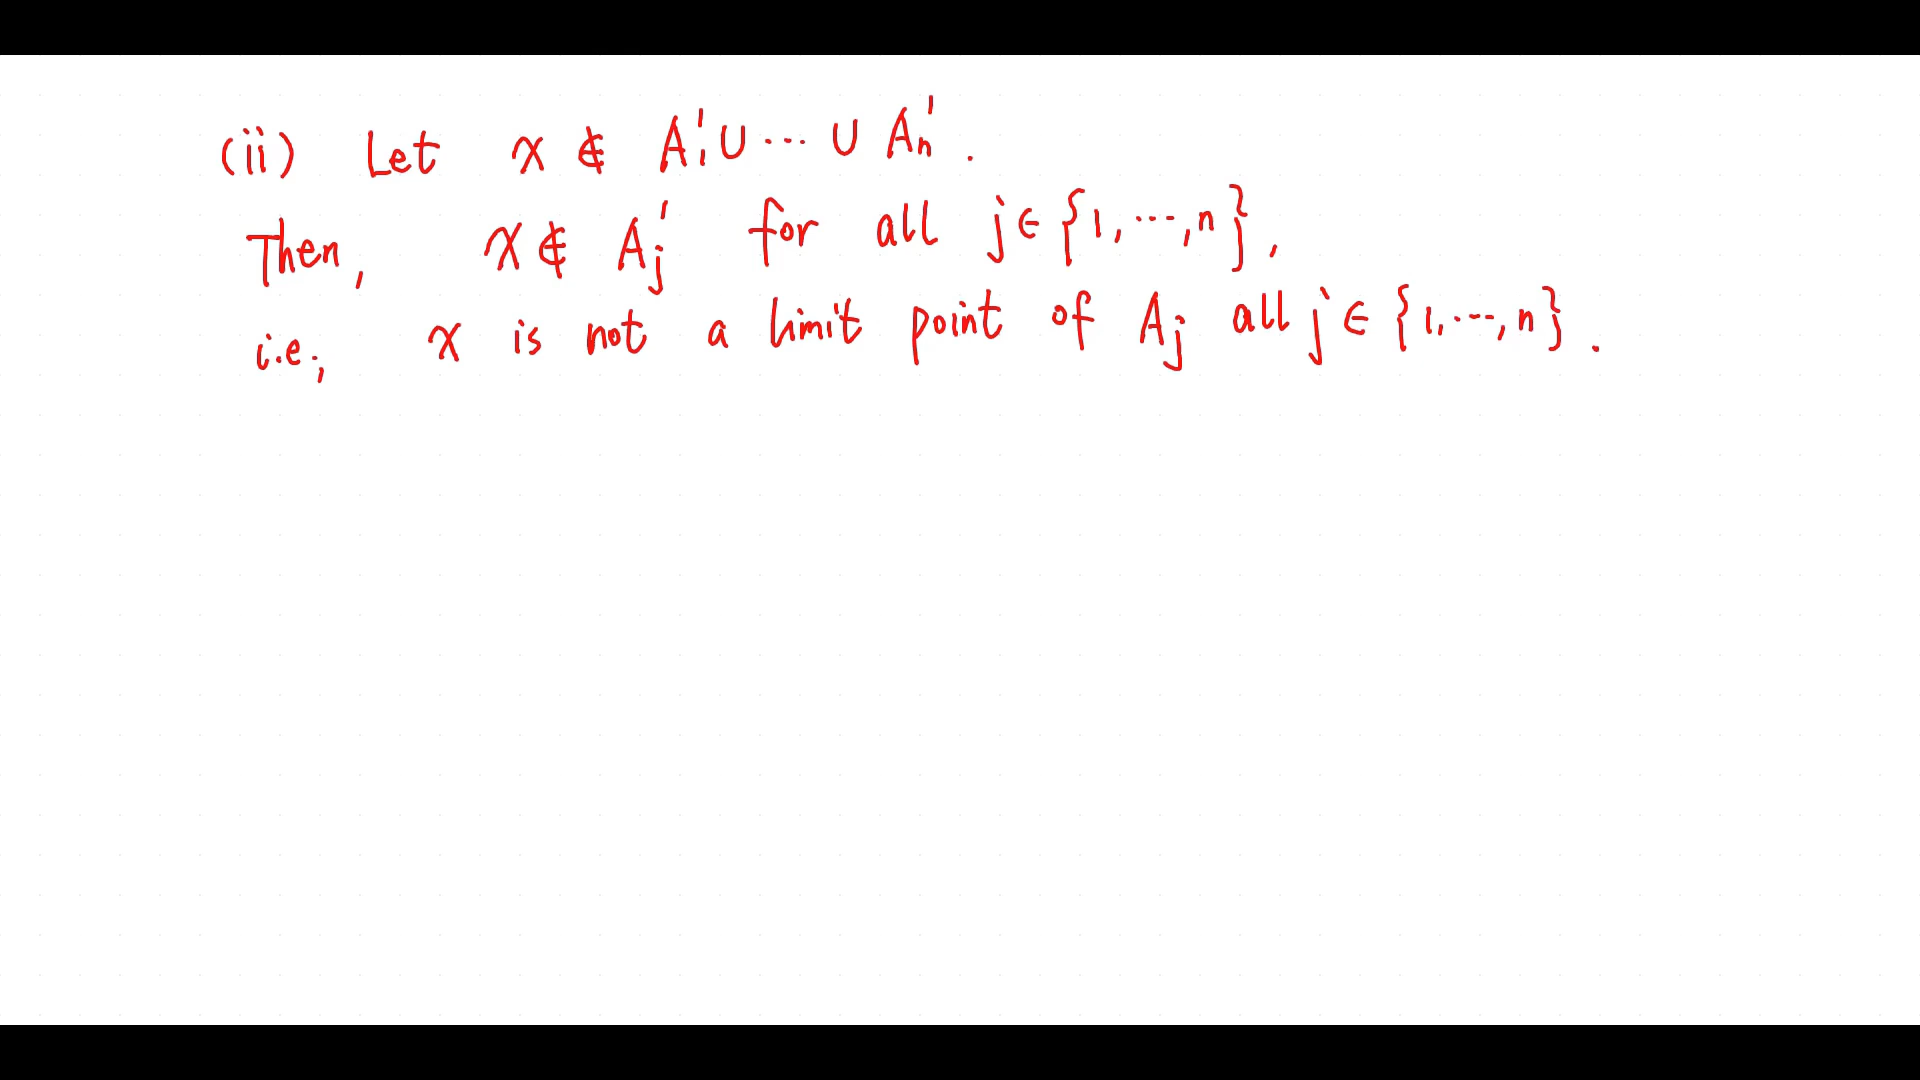 (ii) Let x ∉ A₁' ∪ ⋯ ∪ Aₙ'.
Then, x ∉ Aⱼ' for all j ∈ {1, ⋯, n},
i.e., x is not a limit point of Aⱼ all j ∈ {1, ⋯, n}.